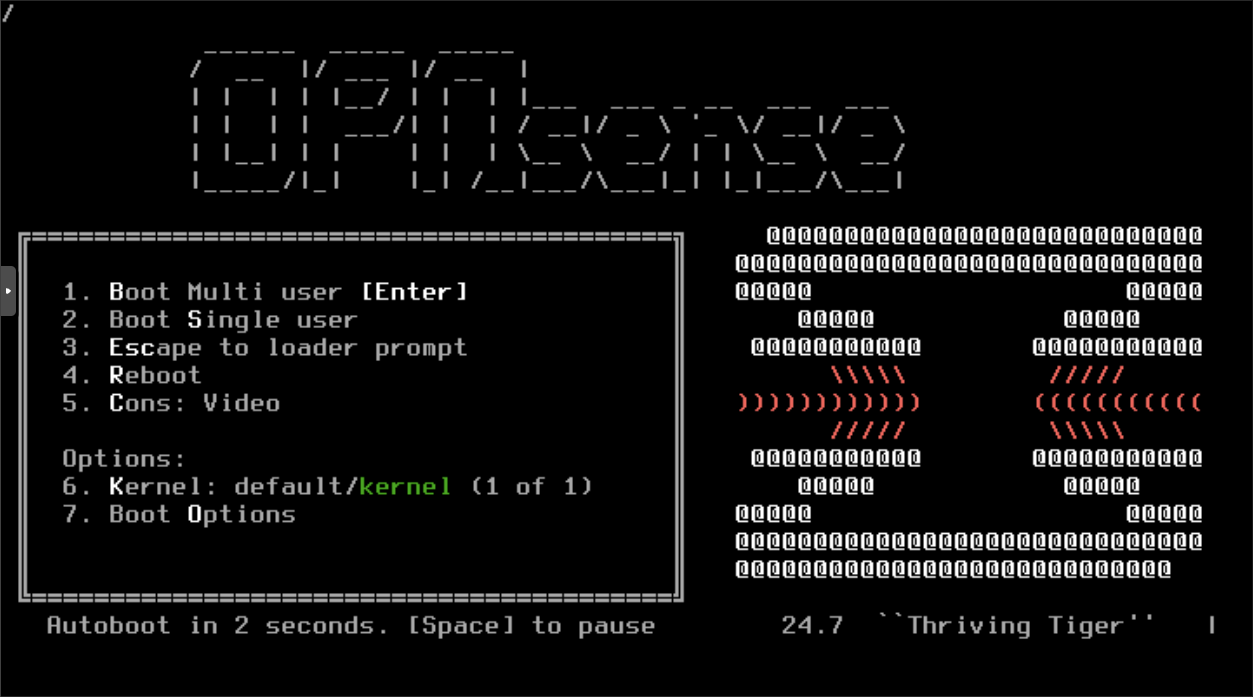 OPNsense
1. Boot Multi user [Enter]
2. Boot Single user
3. Escape to loader prompt
4. Reboot
5. Cons: Video
Options:
6. Kernel: default/kernel (1 of 1)
7. Boot Options
Autoboot in 2 seconds. [Space] to pause
24.7 ``Thriving Tiger'' |